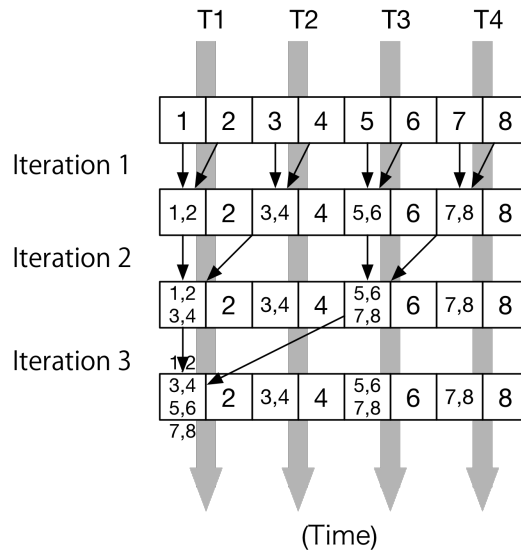 T1 T2 T3 T4
1 2 3 4 5 6 7 8
Iteration 1
1,2 2 3,4 4 5,6 6 7,8 8
Iteration 2
1,2
3,4 2 3,4 4 5,6
7,8 6 7,8 8
Iteration 3
1,2
3,4
5,6
7,8 2 3,4 4 5,6
7,8 6 7,8 8
(Time)